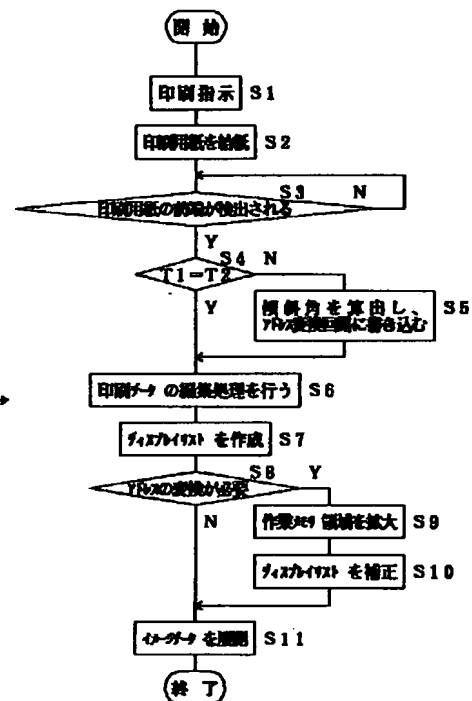 開 始
印刷指示 S1
印刷用紙を給紙 S2
S3 N
印刷用紙の前端が検出される
Y
S4 N
T1=T2
Y
傾斜角を算出し、
アドレス変換回路に書き込む S5
印刷データ の編集処理を行う S6
ディスプレイリスト を作成 S7
S8 Y
アドレスの変換が必要
N
作業メモリ 領域を拡大 S9
ディスプレイリスト を補正 S10
イメージデータ を展開 S11
終 了